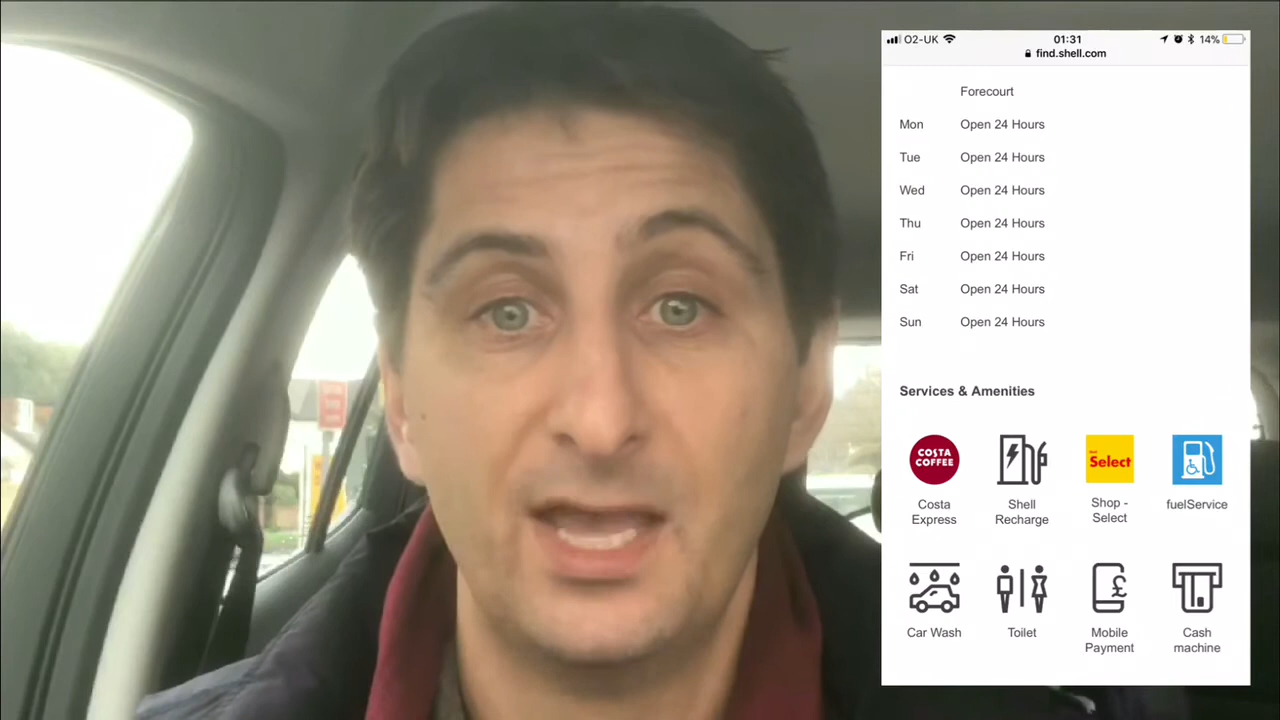 O2-UK 01:31 14%
find.shell.com
Forecourt
Mon Open 24 Hours
Tue Open 24 Hours
Wed Open 24 Hours
Thu Open 24 Hours
Fri Open 24 Hours
Sat Open 24 Hours
Sun Open 24 Hours
Services & Amenities
COSTA
COFFEE
Select
Costa
Express
Shell
Recharge
Shop -
Select
fuelService
£
Car Wash
Toilet
Mobile
Payment
Cash
machine